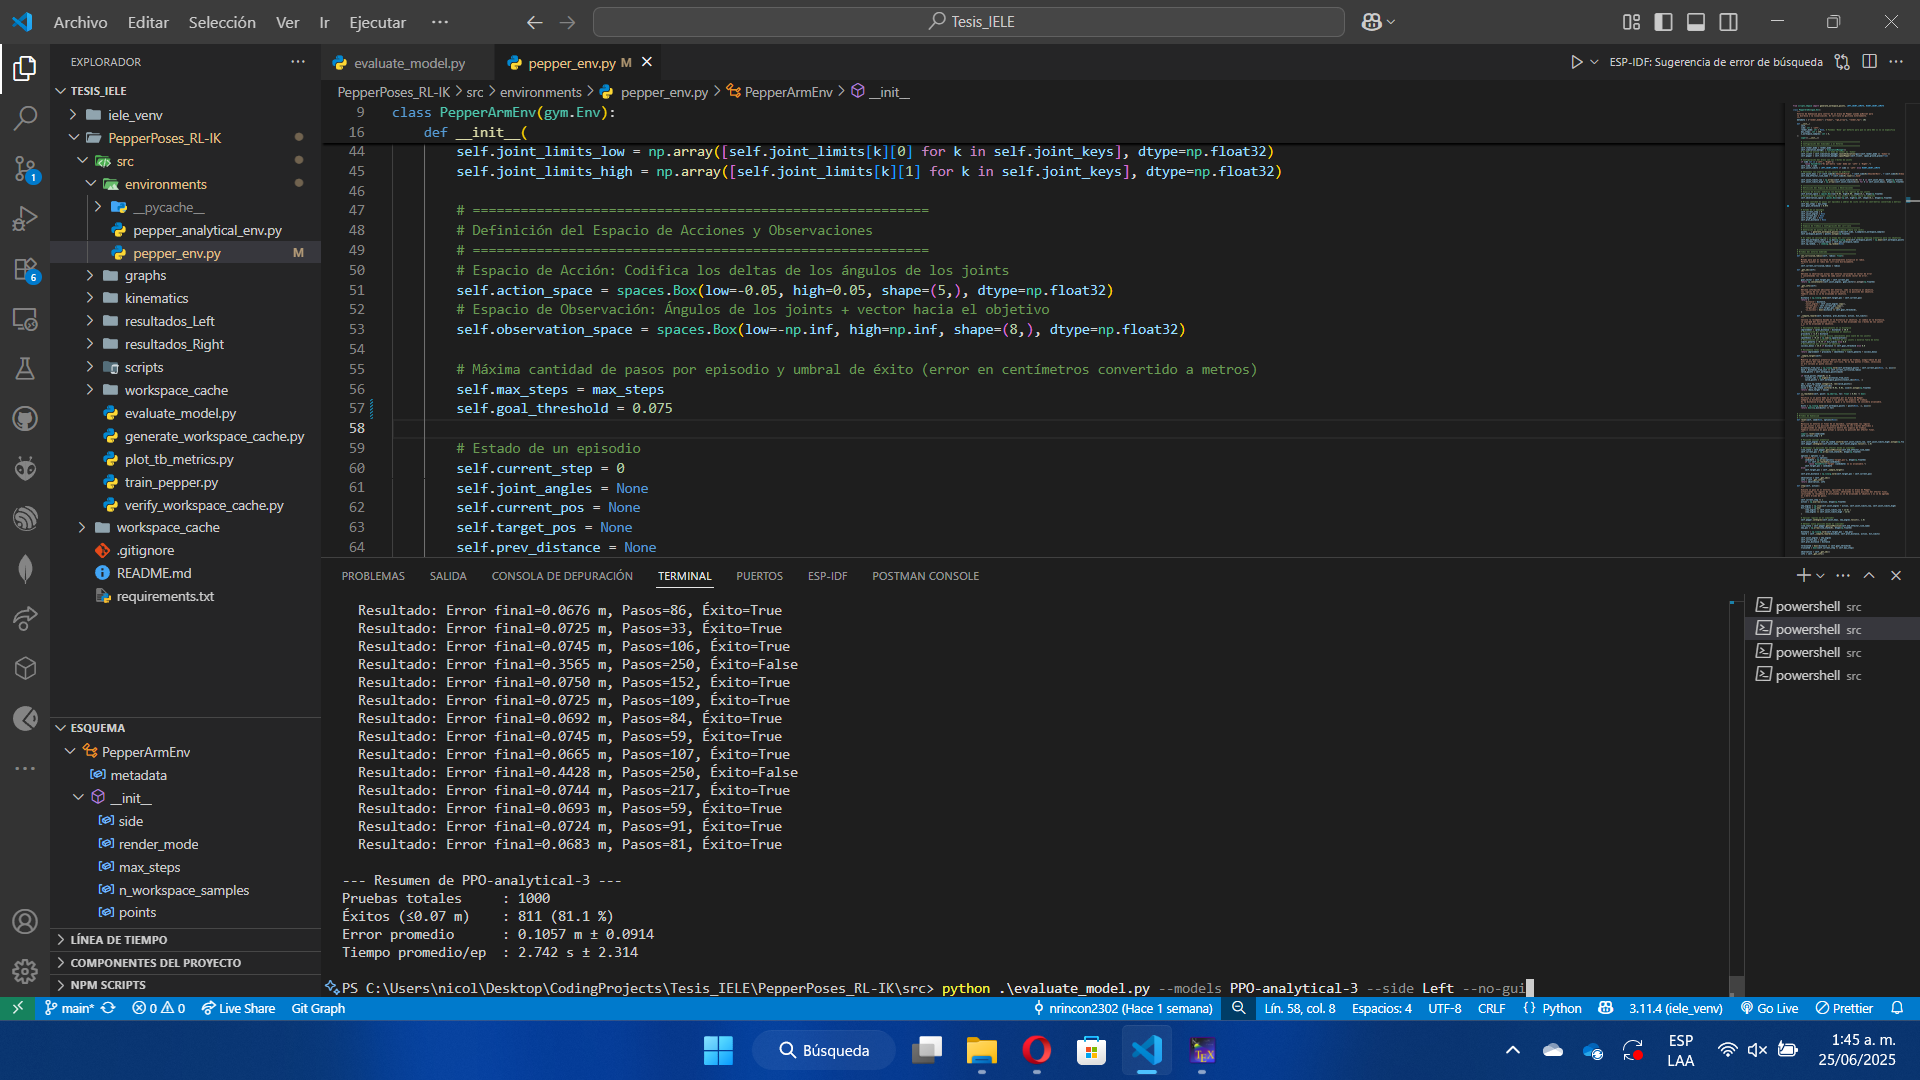 Archivo Editar Selección Ver Ir Ejecutar ··· Tesis_IELE
EXPLORADOR ···
TESIS_IELE
iele_venv
PepperPoses_RL-IK
src
environments
__pycache__
pepper_analytical_env.py
pepper_env.py M
graphs
kinematics
resultados_Left
resultados_Right
scripts
workspace_cache
evaluate_model.py
generate_workspace_cache.py
plot_tb_metrics.py
train_pepper.py
verify_workspace_cache.py
workspace_cache
.gitignore
README.md
requirements.txt
ESQUEMA
PepperArmEnv
metadata
__init__
side
render_mode
max_steps
n_workspace_samples
points
LÍNEA DE TIEMPO
COMPONENTES DEL PROYECTO
NPM SCRIPTS
1
6
evaluate_model.py pepper_env.py M ESP-IDF: Sugerencia de error de búsqueda
PepperPoses_RL-IK > src > environments > pepper_env.py > PepperArmEnv > __init__
9 class PepperArmEnv(gym.Env):
16 def __init__(
44 self.joint_limits_low = np.array([self.joint_limits[k][0] for k in self.joint_keys], dtype=np.float32)
45 self.joint_limits_high = np.array([self.joint_limits[k][1] for k in self.joint_keys], dtype=np.float32)
46
47 # =========================================================
48 # Definición del Espacio de Acciones y Observaciones
49 # =========================================================
50 # Espacio de Acción: Codifica los deltas de los ángulos de los joints
51 self.action_space = spaces.Box(low=-0.05, high=0.05, shape=(5,), dtype=np.float32)
52 # Espacio de Observación: Ángulos de los joints + vector hacia el objetivo
53 self.observation_space = spaces.Box(low=-np.inf, high=np.inf, shape=(8,), dtype=np.float32)
54
55 # Máxima cantidad de pasos por episodio y umbral de éxito (error en centímetros convertido a metros)
56 self.max_steps = max_steps
57 self.goal_threshold = 0.075
58
59 # Estado de un episodio
60 self.current_step = 0
61 self.joint_angles = None
62 self.current_pos = None
63 self.target_pos = None
64 self.prev_distance = None
PROBLEMAS SALIDA CONSOLA DE DEPURACIÓN TERMINAL PUERTOS ESP-IDF POSTMAN CONSOLE
Resultado: Error final=0.0676 m, Pasos=86, Éxito=True
Resultado: Error final=0.0725 m, Pasos=33, Éxito=True
Resultado: Error final=0.0745 m, Pasos=106, Éxito=True
Resultado: Error final=0.3565 m, Pasos=250, Éxito=False
Resultado: Error final=0.0750 m, Pasos=152, Éxito=True
Resultado: Error final=0.0725 m, Pasos=109, Éxito=True
Resultado: Error final=0.0692 m, Pasos=84, Éxito=True
Resultado: Error final=0.0745 m, Pasos=59, Éxito=True
Resultado: Error final=0.0665 m, Pasos=107, Éxito=True
Resultado: Error final=0.4428 m, Pasos=250, Éxito=False
Resultado: Error final=0.0744 m, Pasos=217, Éxito=True
Resultado: Error final=0.0693 m, Pasos=59, Éxito=True
Resultado: Error final=0.0724 m, Pasos=91, Éxito=True
Resultado: Error final=0.0683 m, Pasos=81, Éxito=True
--- Resumen de PPO-analytical-3 ---
Pruebas totales : 1000
Éxitos (≤0.07 m) : 811 (81.1 %)
Error promedio : 0.1057 m ± 0.0914
Tiempo promedio/ep : 2.742 s ± 2.314
PS C:\Users\nicol\Desktop\CodingProjects\Tesis_IELE\PepperPoses_RL-IK\src> python .\evaluate_model.py --models PPO-analytical-3 --side Left --no-gui
powershell src
powershell src
powershell src
powershell src
main* 0 0 Live Share Git Graph nrincon2302 (Hace 1 semana) Lín. 58, col. 8 Espacios: 4 UTF-8 CRLF { } Python 3.11.4 (iele_venv) Go Live Prettier
Búsqueda
TEX
ESP
LAA
1:45 a. m.
25/06/2025